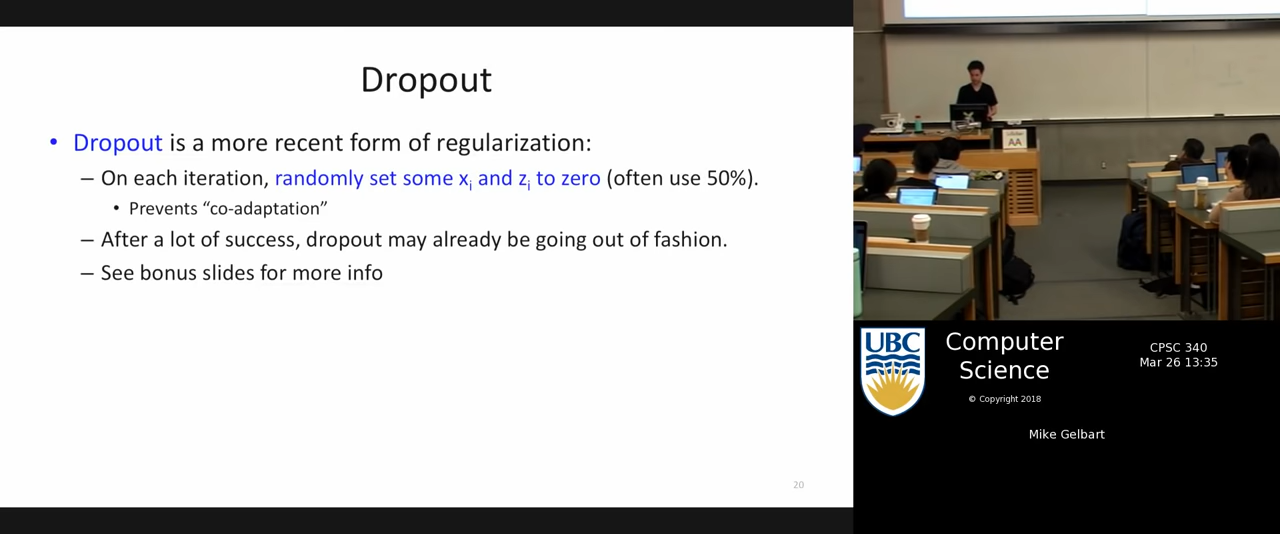 Dropout
• Dropout is a more recent form of regularization:
– On each iteration, randomly set some xi and zi to zero (often use 50%).
• Prevents “co-adaptation”
– After a lot of success, dropout may already be going out of fashion.
– See bonus slides for more info
20
AA
UBC
Computer
Science
© Copyright 2018
CPSC 340
Mar 26 13:35
Mike Gelbart